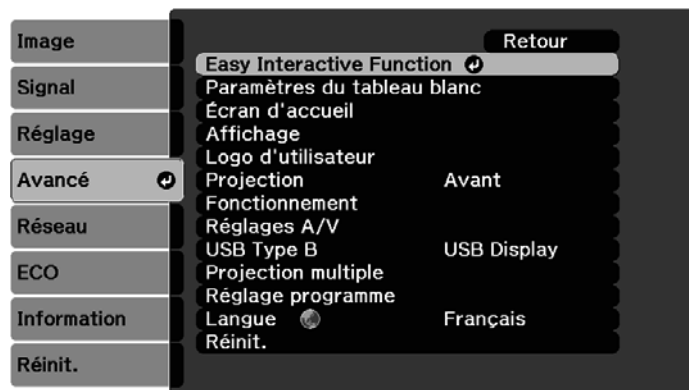 Image
Signal
Réglage
Avancé
Réseau
ECO
Information
Réinit.
Retour
Easy Interactive Function
Paramètres du tableau blanc
Écran d'accueil
Affichage
Logo d'utilisateur
Projection Avant
Fonctionnement
Réglages A/V
USB Type B USB Display
Projection multiple
Réglage programme
Langue Français
Réinit.